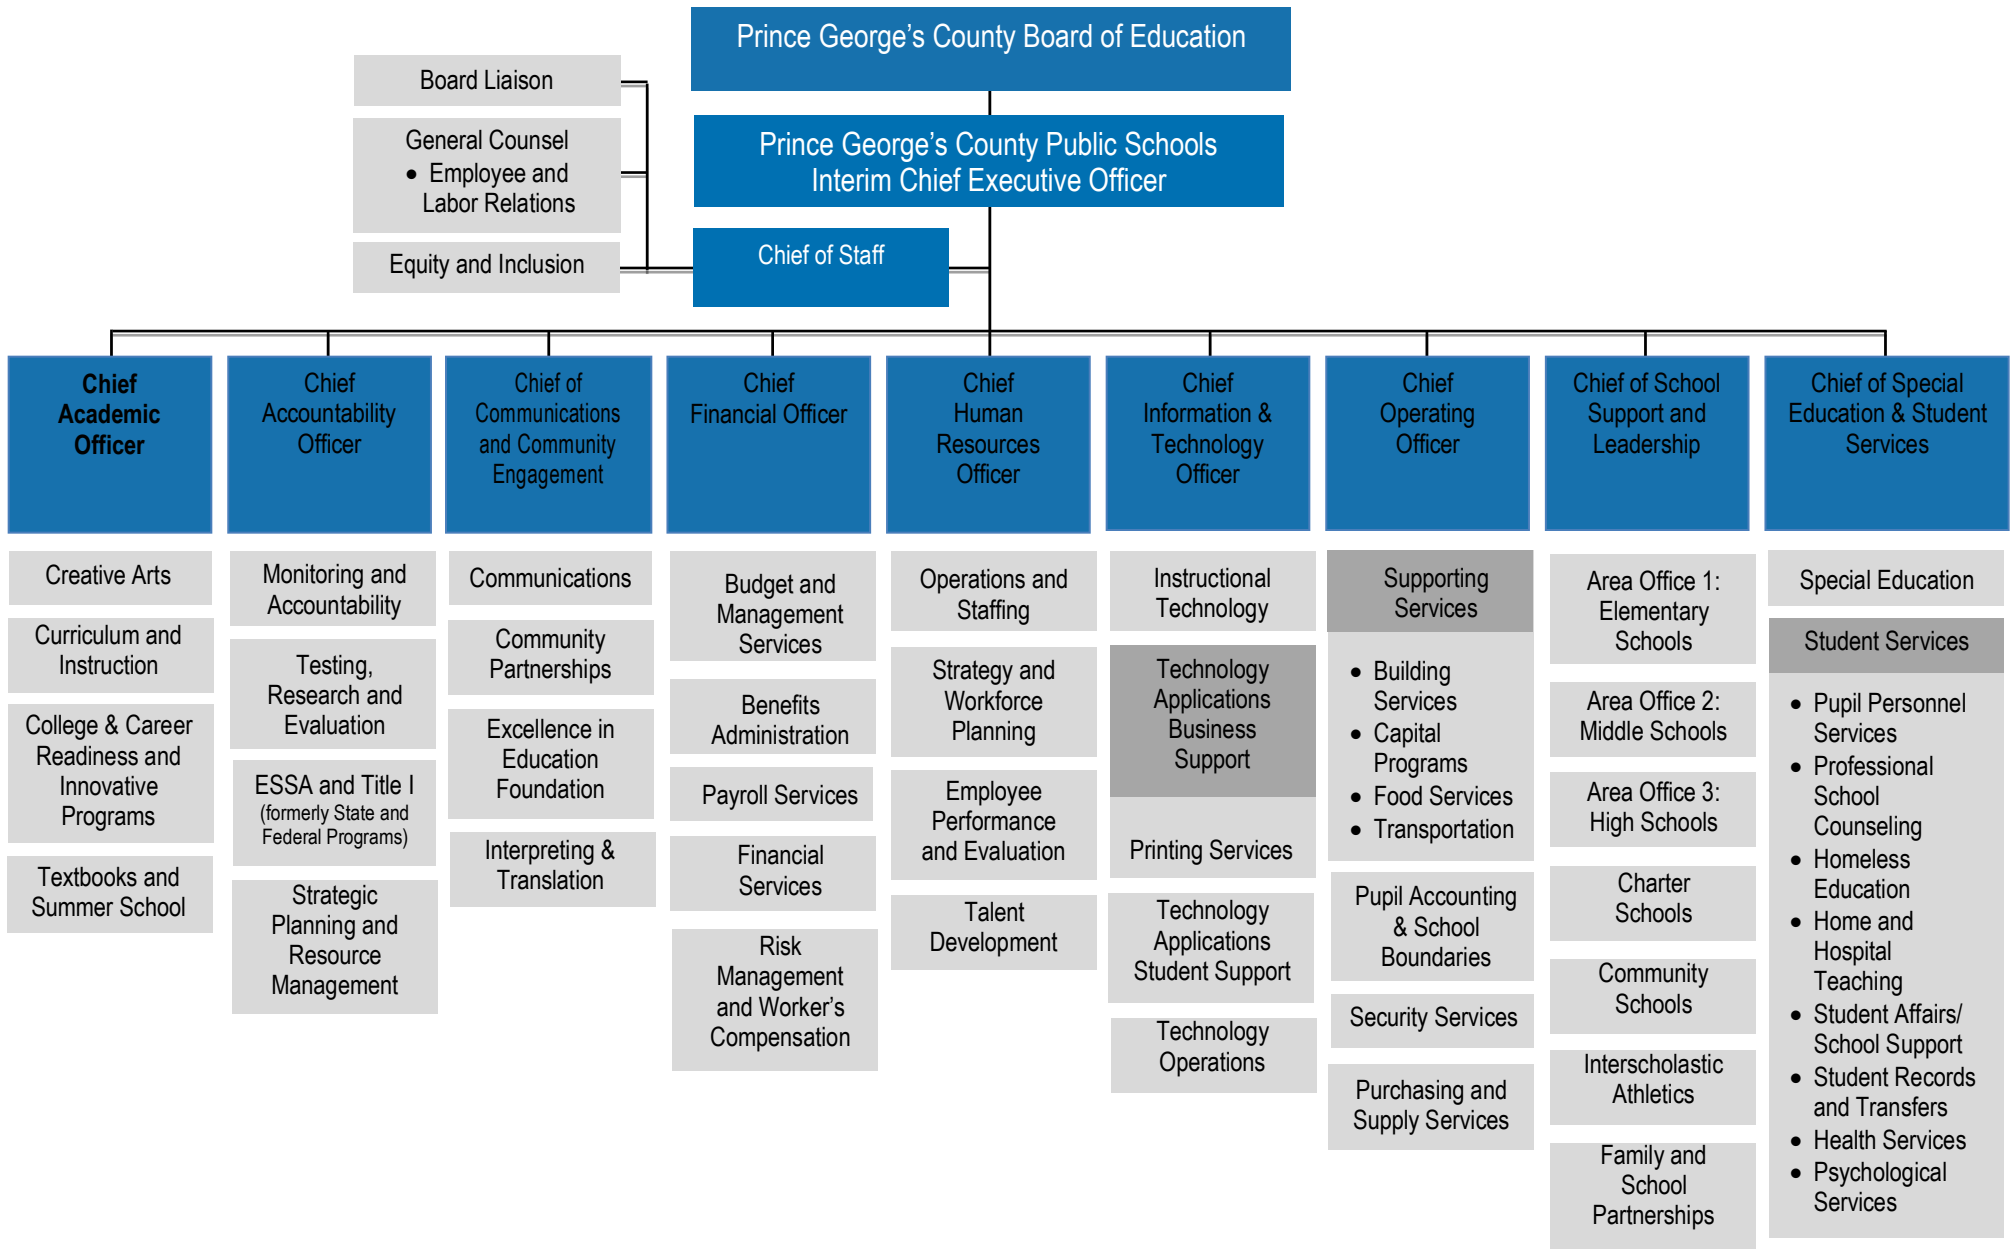 Prince George’s County Board of Education
Board Liaison
General Counsel
• Employee and
Labor Relations
Equity and Inclusion
Prince George’s County Public Schools
Interim Chief Executive Officer
Chief of Staff
Chief
Academic
Officer
Creative Arts
Curriculum and
Instruction
College & Career
Readiness and
Innovative
Programs
Textbooks and
Summer School
Chief
Accountability
Officer
Monitoring and
Accountability
Testing,
Research and
Evaluation
ESSA and Title I
(formerly State and
Federal Programs)
Strategic
Planning and
Resource
Management
Chief of
Communications
and Community
Engagement
Communications
Community
Partnerships
Excellence in
Education
Foundation
Interpreting &
Translation
Chief
Financial Officer
Budget and
Management
Services
Benefits
Administration
Payroll Services
Financial
Services
Risk
Management
and Worker’s
Compensation
Chief
Human
Resources
Officer
Operations and
Staffing
Strategy and
Workforce
Planning
Employee
Performance
and Evaluation
Talent
Development
Chief
Information &
Technology
Officer
Instructional
Technology
Technology
Applications
Business
Support
Printing Services
Technology
Applications
Student Support
Technology
Operations
Chief
Operating
Officer
Supporting
Services
• Building
Services
• Capital
Programs
• Food Services
• Transportation
Pupil Accounting
& School
Boundaries
Security Services
Purchasing and
Supply Services
Chief of School
Support and
Leadership
Area Office 1:
Elementary
Schools
Area Office 2:
Middle Schools
Area Office 3:
High Schools
Charter
Schools
Community
Schools
Interscholastic
Athletics
Family and
School
Partnerships
Chief of Special
Education & Student
Services
Special Education
Student Services
• Pupil Personnel
Services
• Professional
School
Counseling
• Homeless
Education
• Home and
Hospital
Teaching
• Student Affairs/
School Support
• Student Records
and Transfers
• Health Services
• Psychological
Services